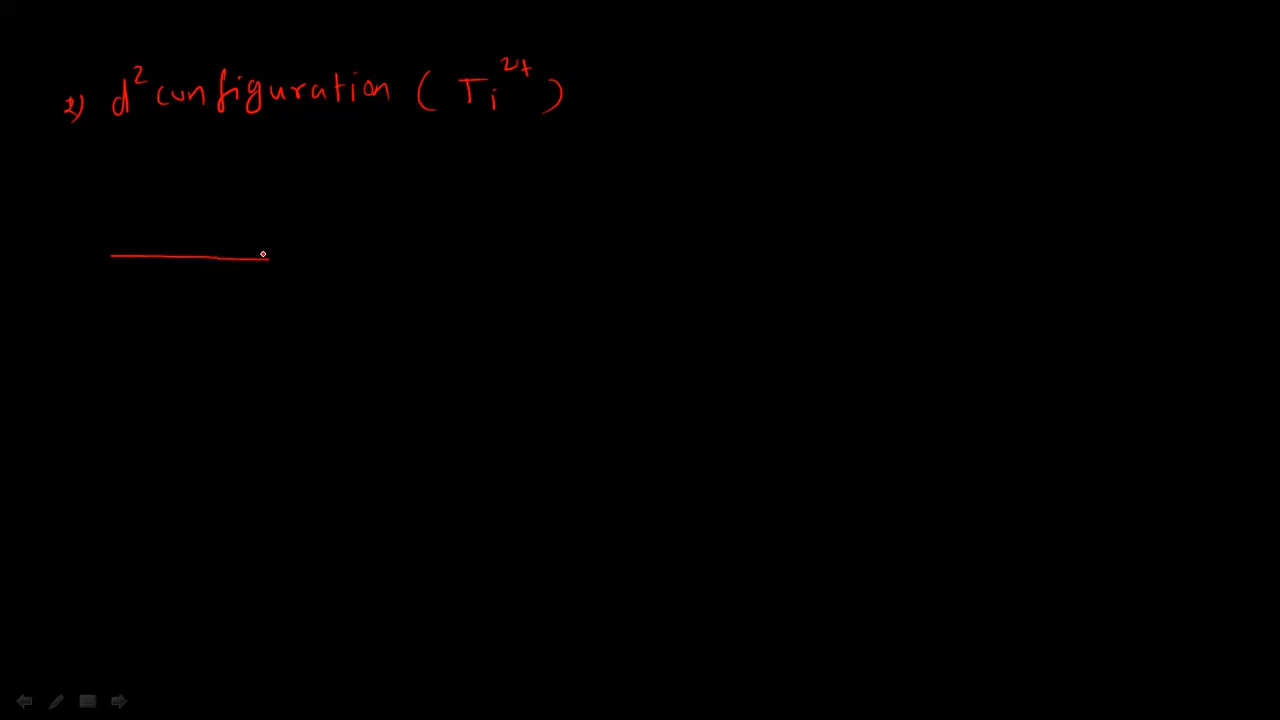 2) d² configuration ( Ti²⁺ )